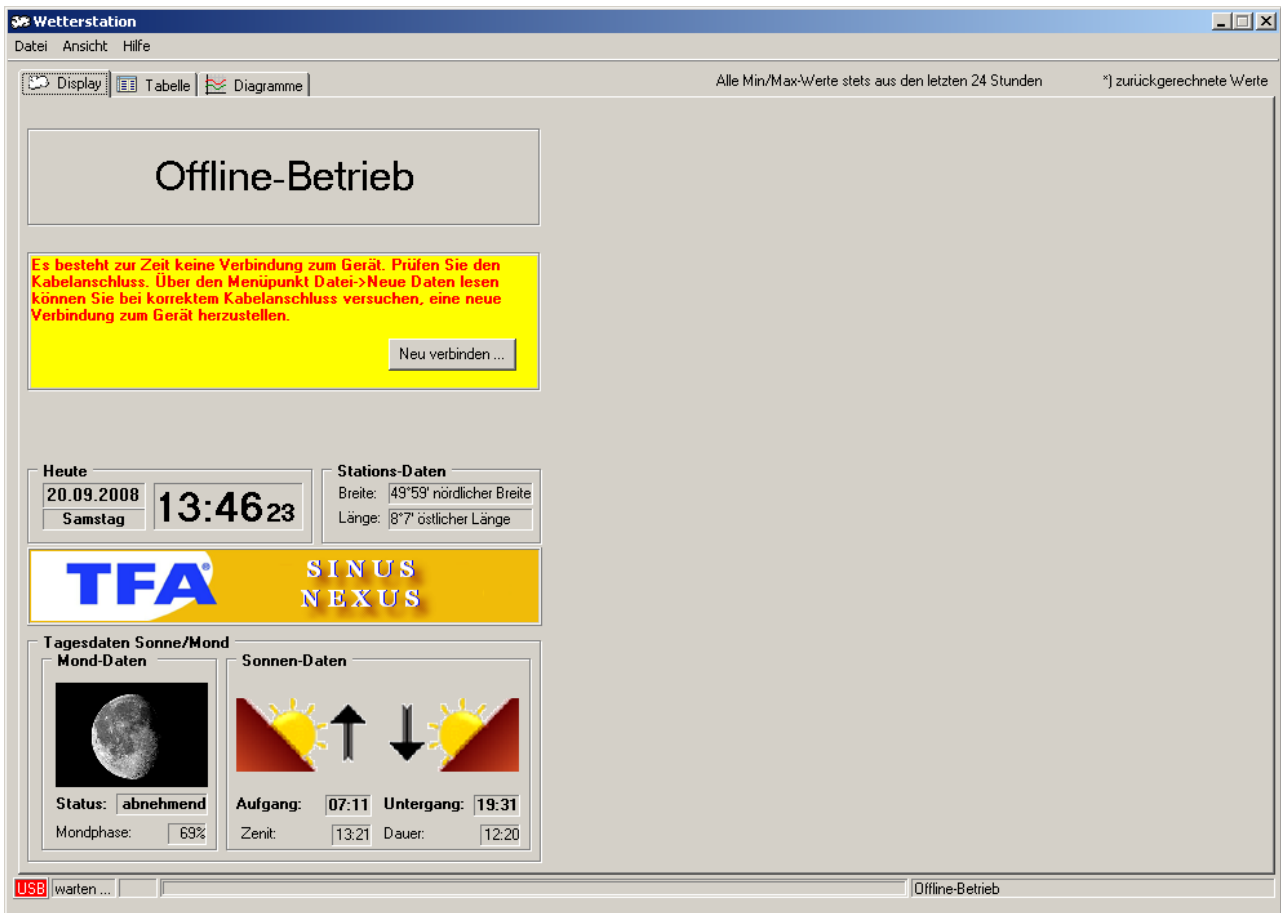 Wetterstation
Datei Ansicht Hilfe
Display Tabelle Diagramme
Alle Min/Max-Werte stets aus den letzten 24 Stunden *) zurückgerechnete Werte
Offline-Betrieb
Es besteht zur Zeit keine Verbindung zum Gerät. Prüfen Sie den
Kabelanschluss. Über den Menüpunkt Datei->Neue Daten lesen
können Sie bei korrektem Kabelanschluss versuchen, eine neue
Verbindung zum Gerät herzustellen.
Neu verbinden ...
Heute
20.09.2008
Samstag
13:46 23
Stations-Daten
Breite: 49°59' nördlicher Breite
Länge: 8°7' östlicher Länge
TFA®
SINUS
NEXUS
Tagesdaten Sonne/Mond
Mond-Daten
Status: abnehmend
Mondphase: 69%
Sonnen-Daten
Aufgang: 07:11 Untergang: 19:31
Zenit: 13:21 Dauer: 12:20
USB warten ... Offline-Betrieb